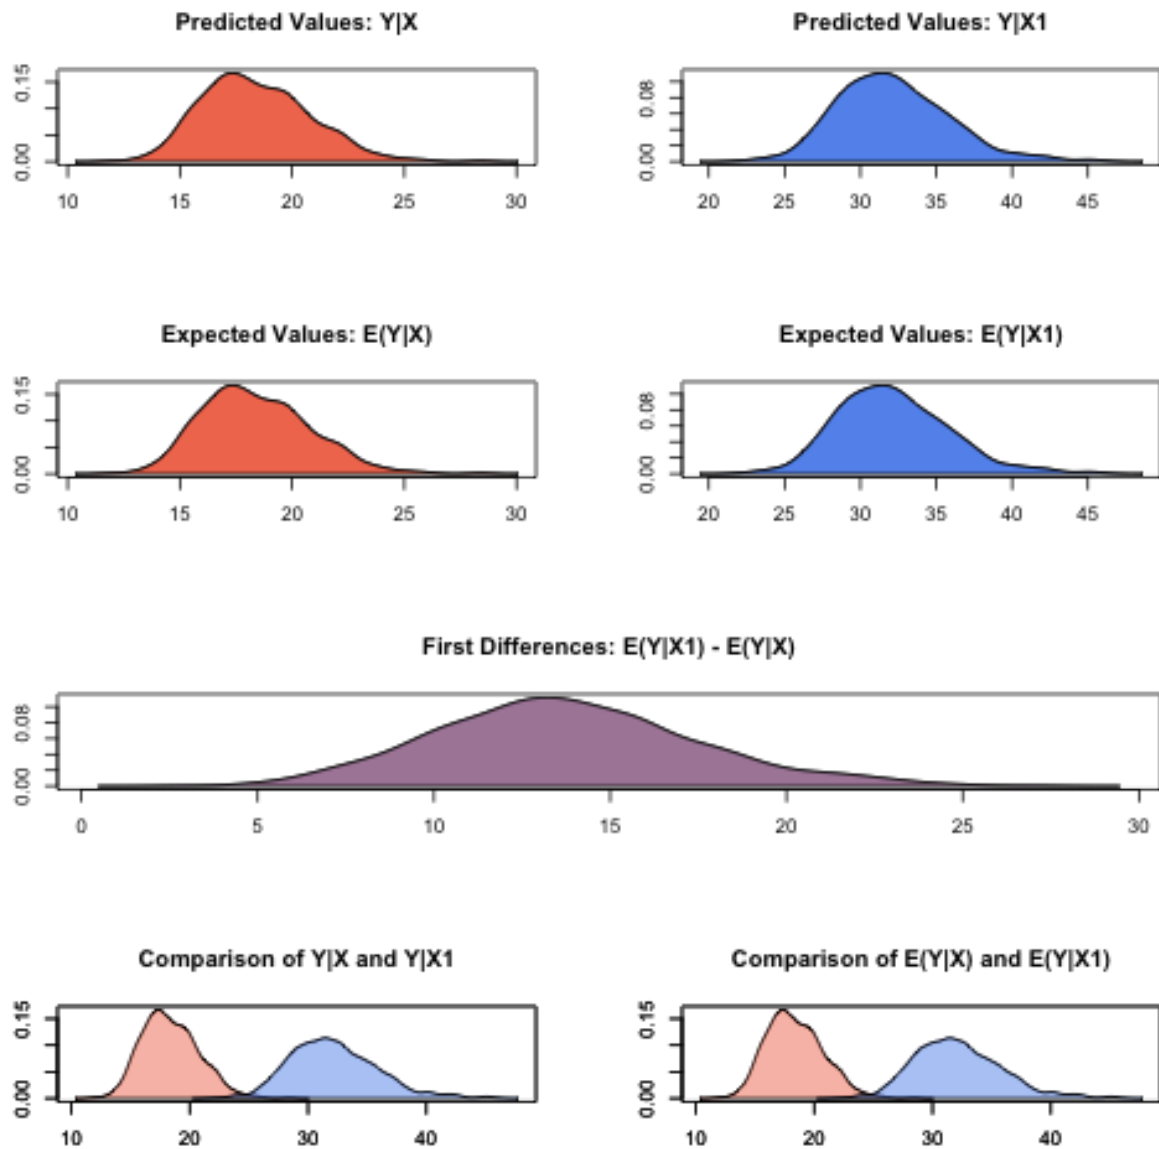 Predicted Values: Y|X
0.00 0.15
10 15 20 25 30
Predicted Values: Y|X1
0.00 0.08
20 25 30 35 40 45
Expected Values: E(Y|X)
0.00 0.15
10 15 20 25 30
Expected Values: E(Y|X1)
0.00 0.08
20 25 30 35 40 45
First Differences: E(Y|X1) - E(Y|X)
0.00 0.08
0 5 10 15 20 25 30
Comparison of Y|X and Y|X1
0.00 0.15
10 20 30 40
Comparison of E(Y|X) and E(Y|X1)
0.00 0.15
10 20 30 40